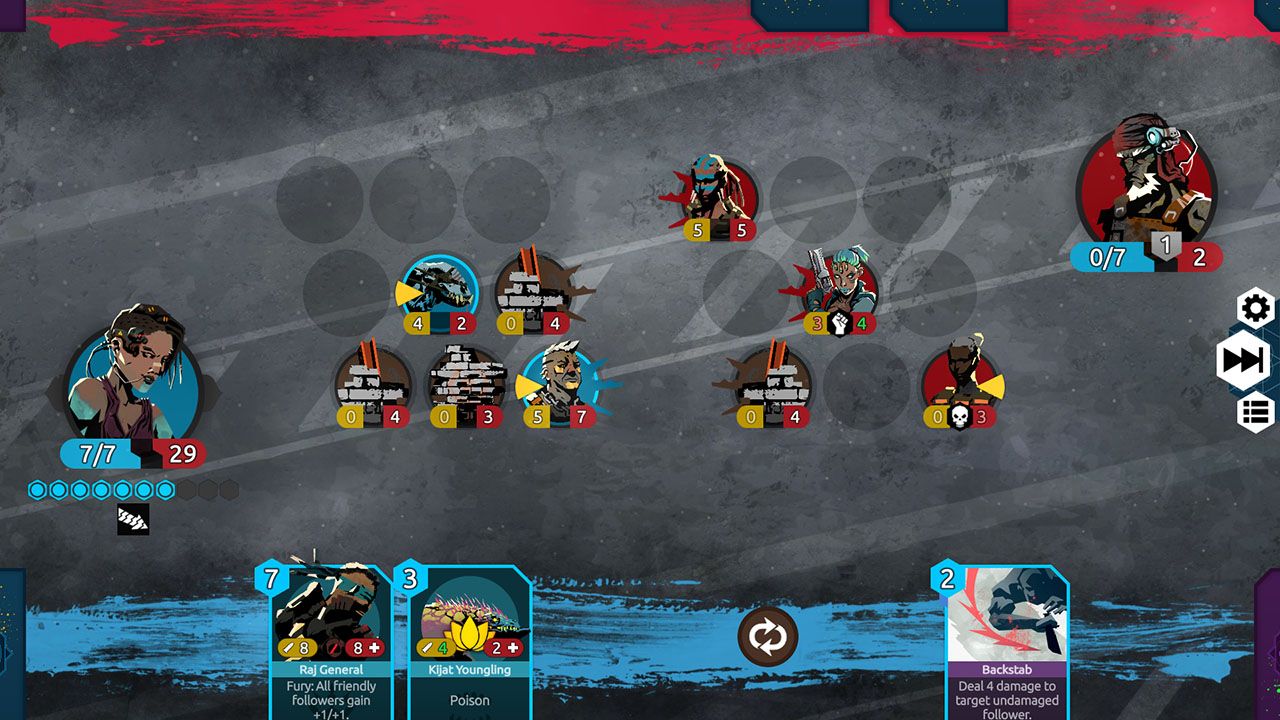 5 5
1
0/7 2
4 2
0 4
3 4
0 4
0 3
5 7
0 4
0 3
7/7 29
7
3
2
8 8
4 2
Raj General
Kijat Youngling
Backstab
Fury: All friendly
followers gain
+1/+1.
Poison
Deal 4 damage to
target undamaged
follower.